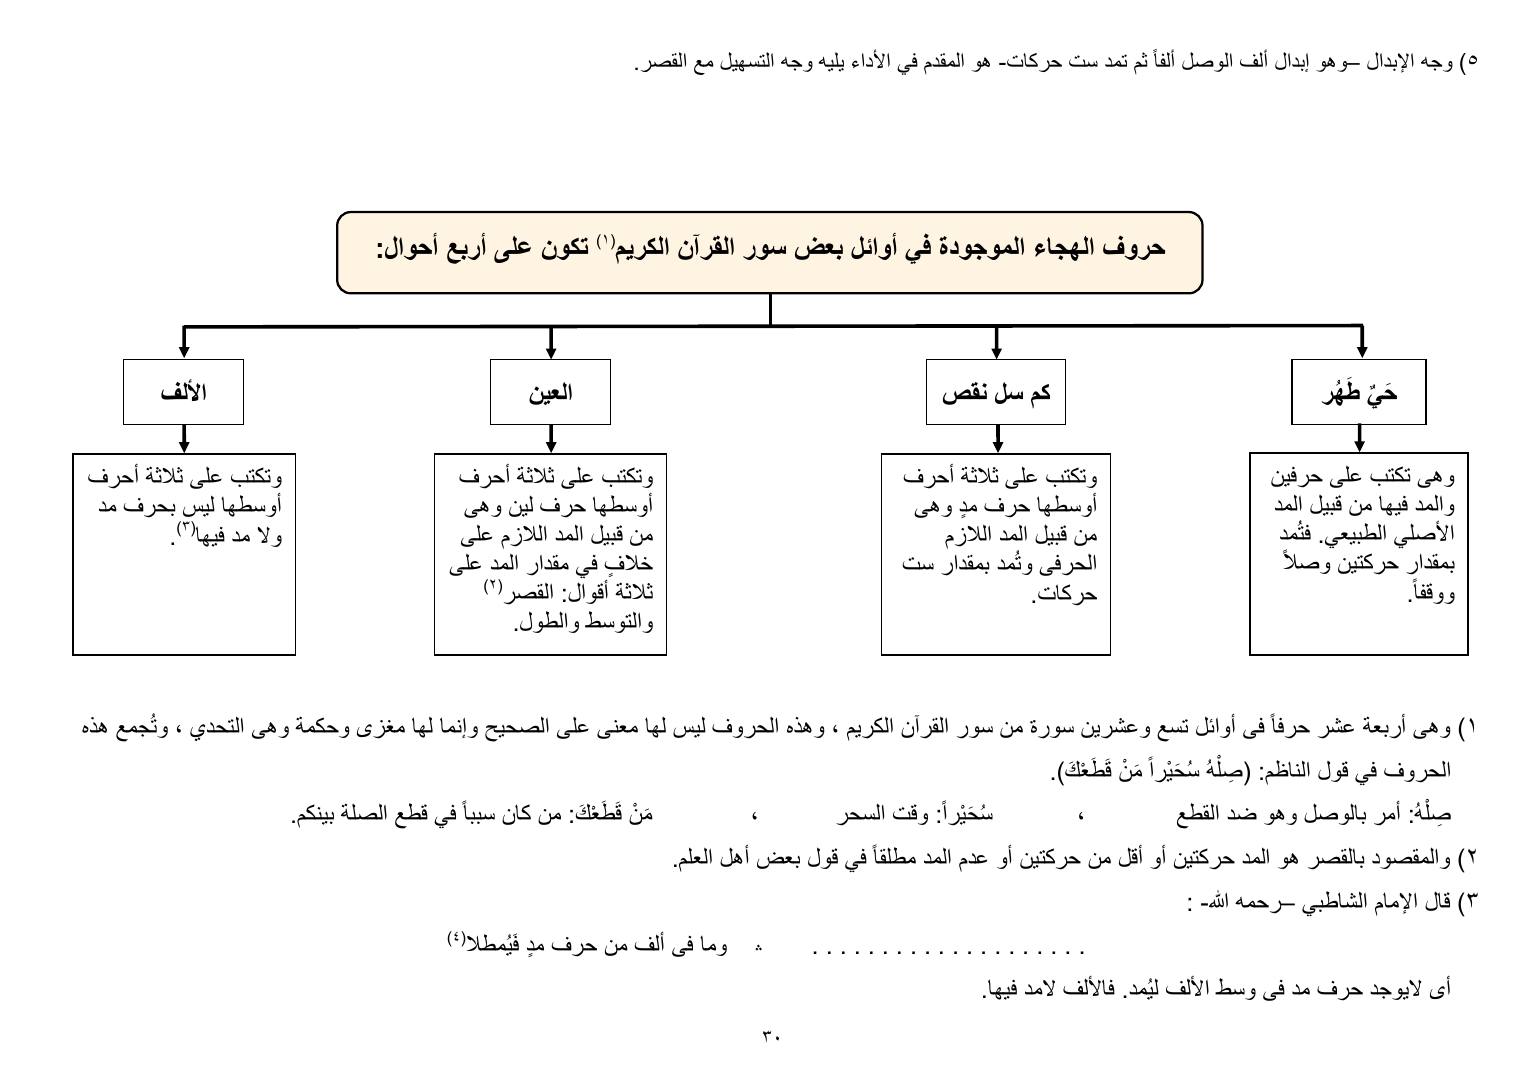 ٥) وجه الإبدال –وهو إبدال ألف الوصل ألفاً ثم تمد ست حركات- هو المقدم في الأداء يليه وجه التسهيل مع القصر.
حروف الهجاء الموجودة في أوائل بعض سور القرآن الكريم(١) تكون على أربع أحوال:
حَيٌ طَهُر
وهى تكتب على حرفين
والمد فيها من قبيل المد
الأصلي الطبيعي. فتُمد
بمقدار حركتين وصلاً
ووقفاً.
كم سل نقص
وتكتب على ثلاثة أحرف
أوسطها حرف مدٍ وهى
من قبيل المد اللازم
الحرفى وتُمد بمقدار ست
حركات.
العين
وتكتب على ثلاثة أحرف
أوسطها حرف لين وهى
من قبيل المد اللازم على
خلافٍ في مقدار المد على
ثلاثة أقوال: القصر(٢)
والتوسط والطول.
الألف
وتكتب على ثلاثة أحرف
أوسطها ليس بحرف مد
ولا مد فيها(٣).
١) وهى أربعة عشر حرفاً فى أوائل تسع وعشرين سورة من سور القرآن الكريم ، وهذه الحروف ليس لها معنى على الصحيح وإنما لها مغزى وحكمة وهى التحدي ، وتُجمع هذه
الحروف في قول الناظم: (صِلْهُ سُحَيْراً مَنْ قَطَعْكَ).
صِلْهُ: أمر بالوصل وهو ضد القطع ، سُحَيْراً: وقت السحر ، مَنْ قَطَعْكَ: من كان سبباً في قطع الصلة بينكم.
٢) والمقصود بالقصر هو المد حركتين أو أقل من حركتين أو عدم المد مطلقاً في قول بعض أهل العلم.
٣) قال الإمام الشاطبي –رحمه الله- :
. . . . . . . . . . . . . . . . . . . . ۞ وما فى ألف من حرف مدٍ فَيُمطلا(٤)
أى لايوجد حرف مد فى وسط الألف ليُمد. فالألف لامد فيها.
٣٠